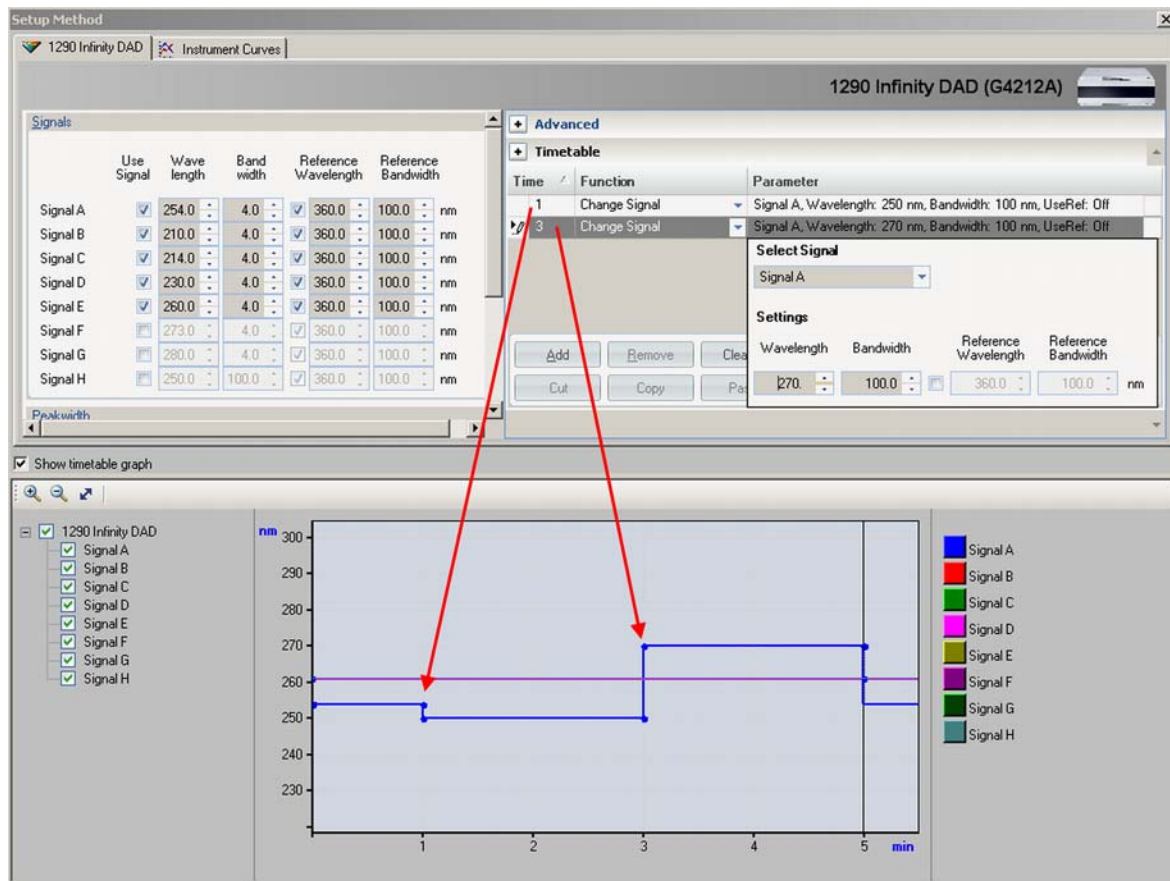 Setup Method
1290 Infinity DAD
Instrument Curves
1290 Infinity DAD (G4212A)
Signals
Use Signal Wave length Band width Reference Wavelength Reference Bandwidth
Signal A 254.0 4.0 360.0 100.0 nm
Signal B 210.0 4.0 360.0 100.0 nm
Signal C 214.0 4.0 360.0 100.0 nm
Signal D 230.0 4.0 360.0 100.0 nm
Signal E 260.0 4.0 360.0 100.0 nm
Signal F 273.0 4.0 360.0 100.0 nm
Signal G 280.0 4.0 360.0 100.0 nm
Signal H 250.0 100.0 360.0 100.0 nm
Peakwidth
Advanced
Timetable
Time Function Parameter
1 Change Signal Signal A, Wavelength: 250 nm, Bandwidth: 100 nm, UseRef: Off
3 Change Signal Signal A, Wavelength: 270 nm, Bandwidth: 100 nm, UseRef: Off
Select Signal
Signal A
Settings
Wavelength Bandwidth Reference Wavelength Reference Bandwidth
270. 100.0 360.0 100.0 nm
Add Remove Clea
Cut Copy Pas
Show timetable graph
1290 Infinity DAD
Signal A
Signal B
Signal C
Signal D
Signal E
Signal F
Signal G
Signal H
nm
300
290
280
270
260
250
240
230
1 2 3 4 5 min
Signal A
Signal B
Signal C
Signal D
Signal E
Signal F
Signal G
Signal H